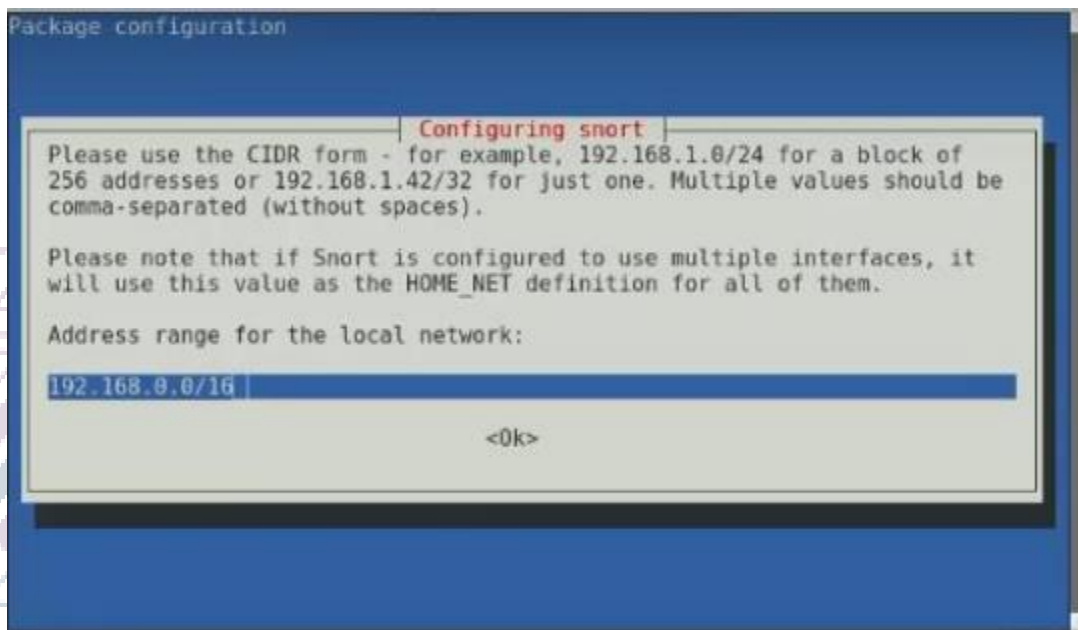 Package configuration
Configuring snort
Please use the CIDR form - for example, 192.168.1.0/24 for a block of
256 addresses or 192.168.1.42/32 for just one. Multiple values should be
comma-separated (without spaces).
Please note that if Snort is configured to use multiple interfaces, it
will use this value as the HOME_NET definition for all of them.
Address range for the local network:
192.168.0.0/16
<Ok>